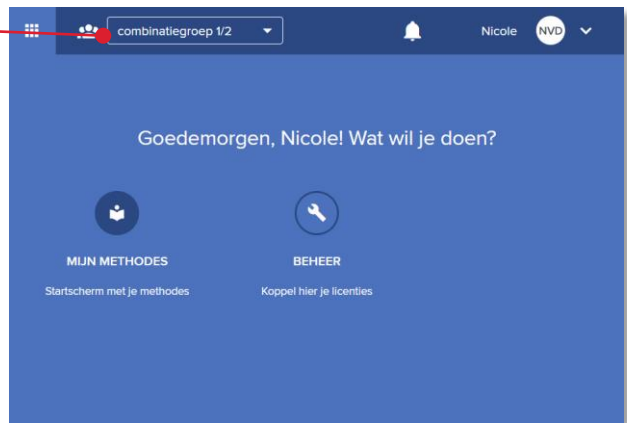 combinatiegroep 1/2
Nicole
NVD
Goedemorgen, Nicole! Wat wil je doen?
MIJN METHODES
BEHEER
Startscherm met je methodes
Koppel hier je licenties